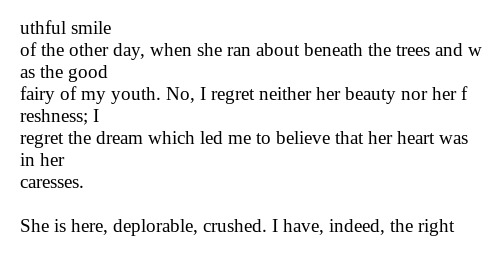 uthful smile
of the other day, when she ran about beneath the trees and w
as the good
fairy of my youth. No, I regret neither her beauty nor her f
reshness; I
regret the dream which led me to believe that her heart was
in her
caresses.

She is here, deplorable, crushed. I have, indeed, the right